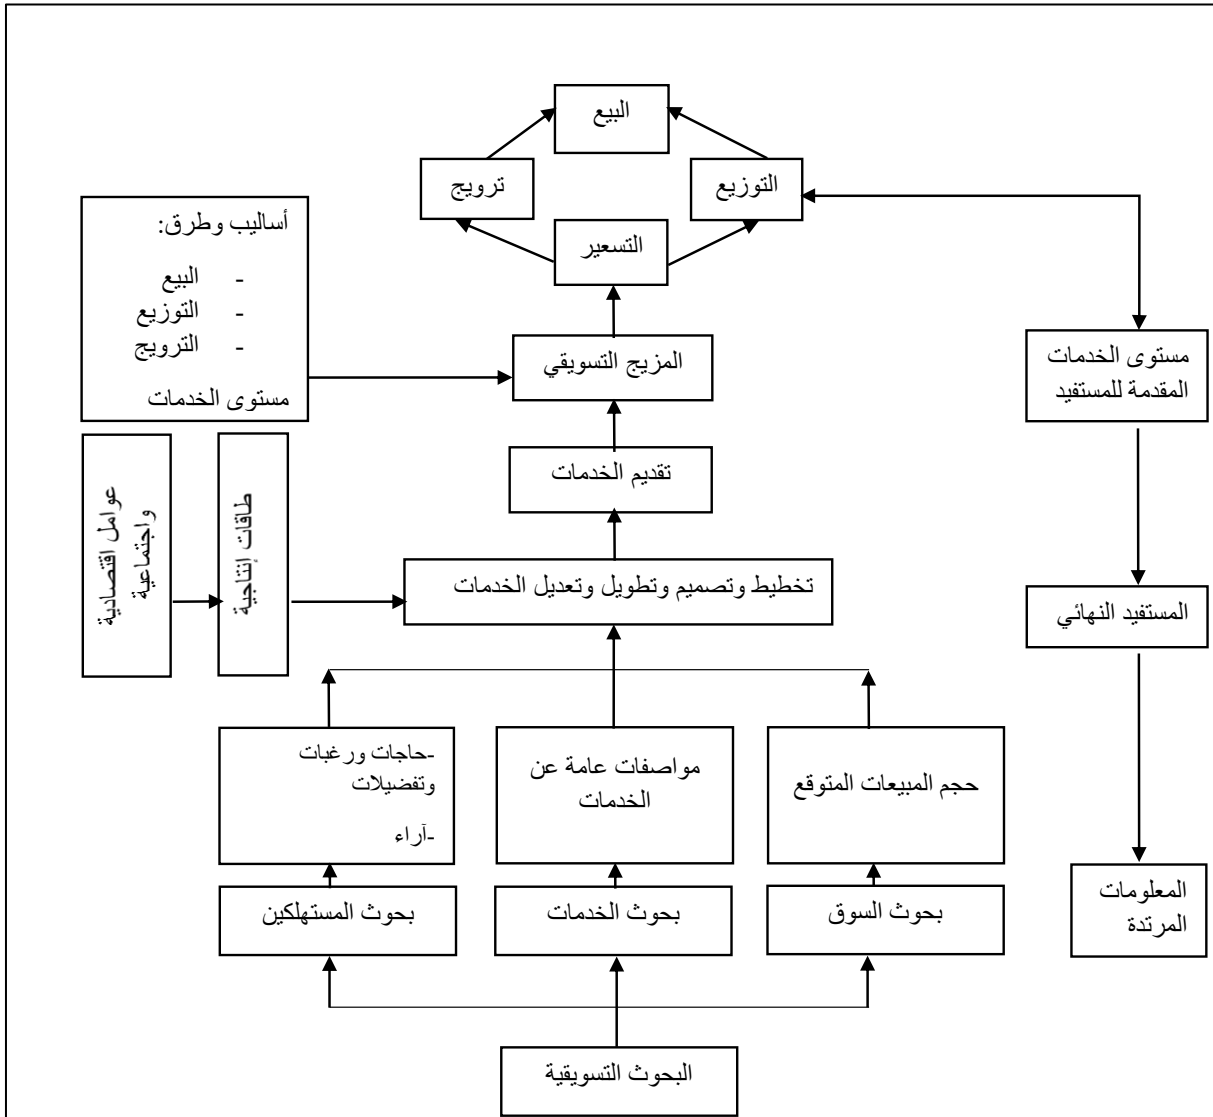 البيع
ترويج
التوزيع
التسعير
أساليب وطرق:
- البيع
- التوزيع
- الترويج
مستوى الخدمات
المزيج التسويقي
مستوى الخدمات
المقدمة للمستفيد
تقديم الخدمات
عوامل اقتصادية
واجتماعية
طاقات إنتاجية
تخطيط وتصميم وتطويل وتعديل الخدمات
المستفيد النهائي
-حاجات ورغبات
وتفضيلات
-آراء
مواصفات عامة عن
الخدمات
حجم المبيعات المتوقع
المعلومات
المرتدة
بحوث المستهلكين
بحوث الخدمات
بحوث السوق
البحوث التسويقية